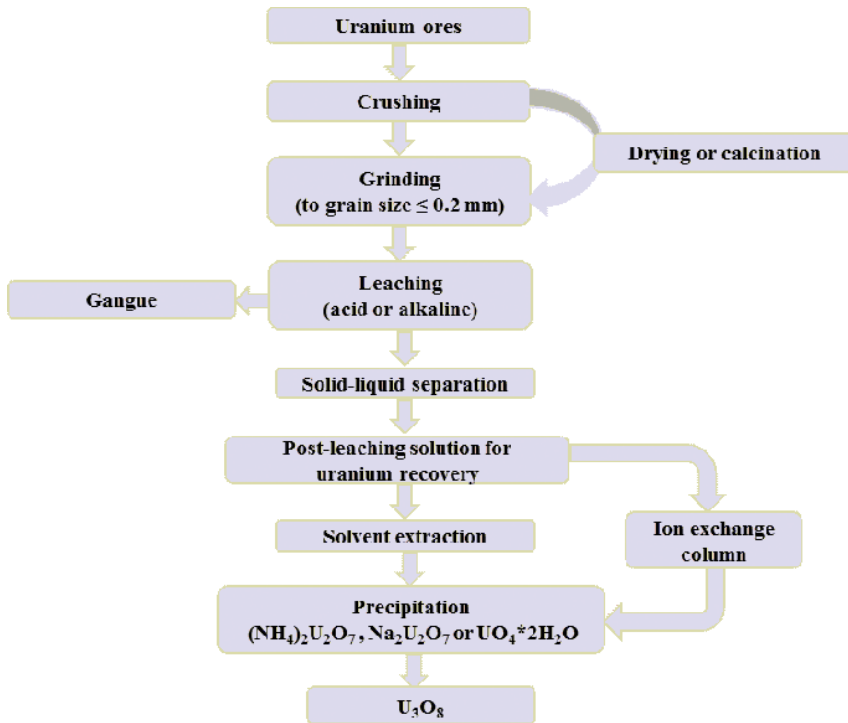 Uranium ores
Crushing
Drying or calcination
Grinding
(to grain size ≤ 0.2 mm)
Leaching
(acid or alkaline)
Gangue
Solid-liquid separation
Post-leaching solution for
uranium recovery
Solvent extraction
Ion exchange
column
Precipitation
(NH₄)₂U₂O₇, Na₂U₂O₇ or UO₄*2H₂O
U₃O₈